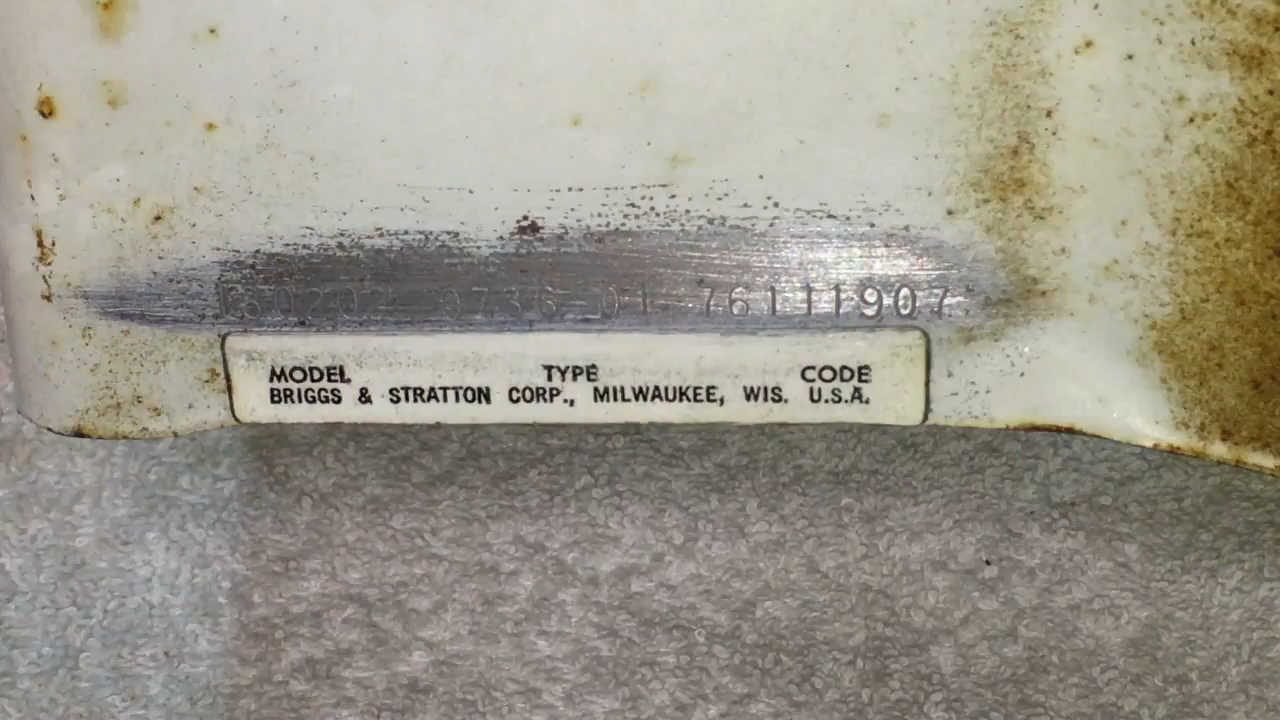 130202 0736-01 76111907
MODEL TYPE CODE
BRIGGS & STRATTON CORP., MILWAUKEE, WIS. U.S.A.